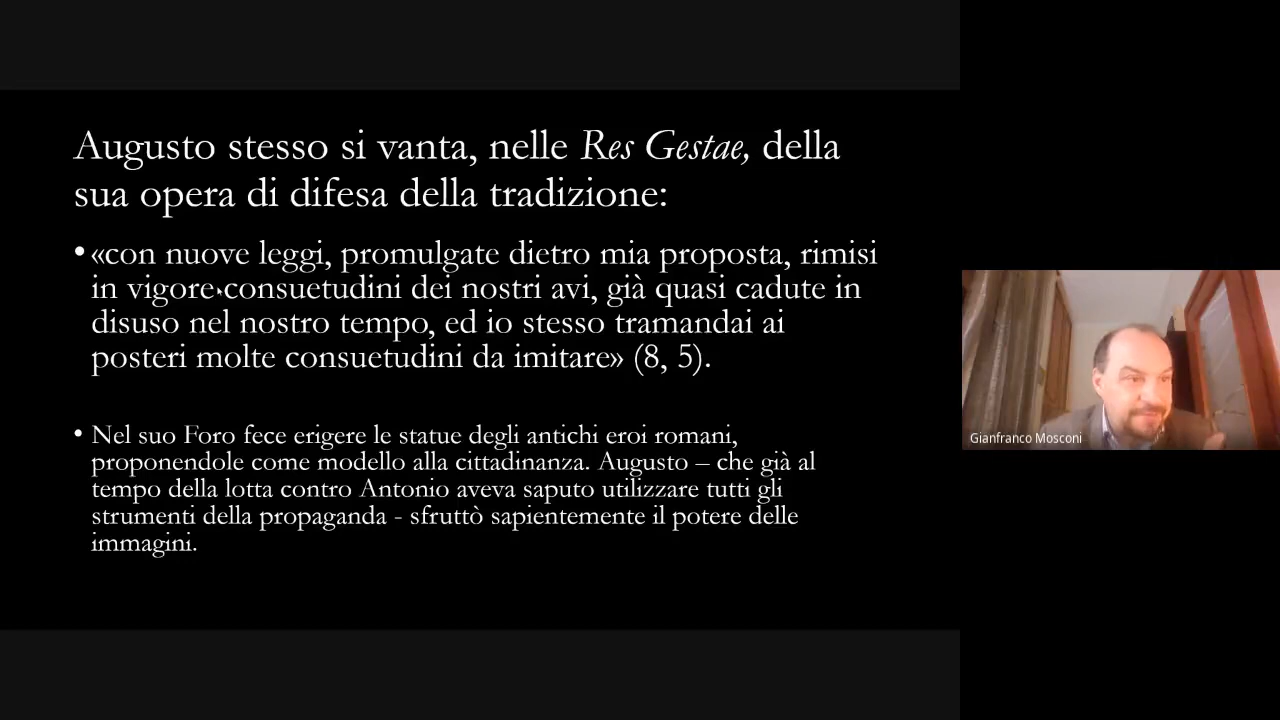 Augusto stesso si vanta, nelle Res Gestae, della
sua opera di difesa della tradizione:
•«con nuove leggi, promulgate dietro mia proposta, rimisi
in vigore consuetudini dei nostri avi, già quasi cadute in
disuso nel nostro tempo, ed io stesso tramandai ai
posteri molte consuetudini da imitare» (8, 5).
• Nel suo Foro fece erigere le statue degli antichi eroi romani,
proponendole come modello alla cittadinanza. Augusto – che già al
tempo della lotta contro Antonio aveva saputo utilizzare tutti gli
strumenti della propaganda - sfruttò sapientemente il potere delle
immagini.
Gianfranco Mosconi